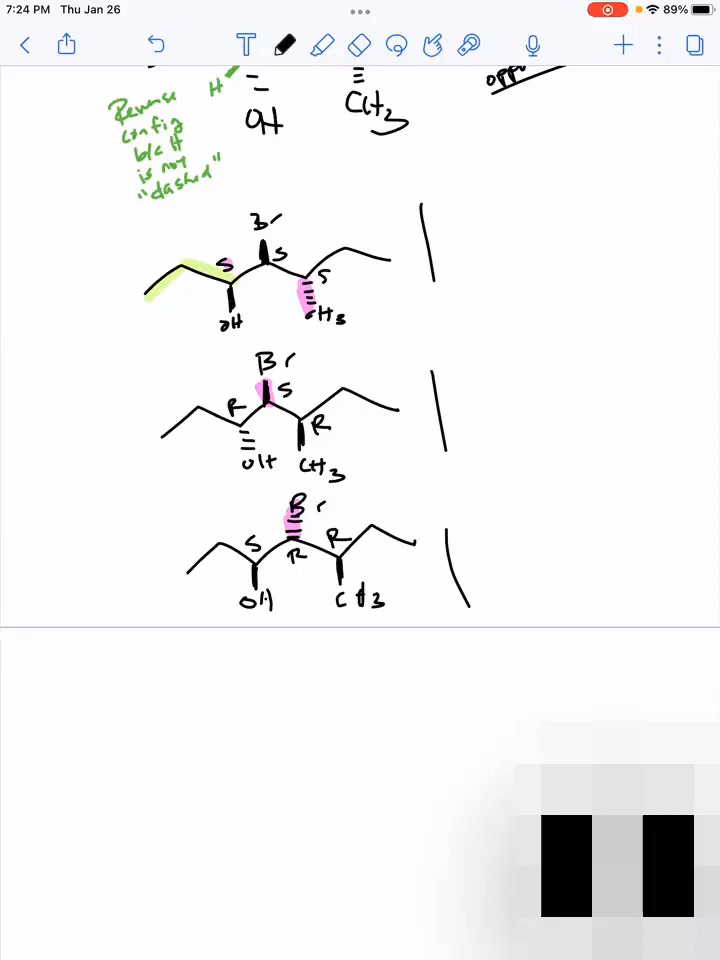 7:24 PM Thu Jan 26
89%
T
H
OH
CH3
Reverse
config
b/c H
is not
"dashed"
Br
S S S
OH CH3
Br
R S R
OH CH3
Br
S R R
OH CH3